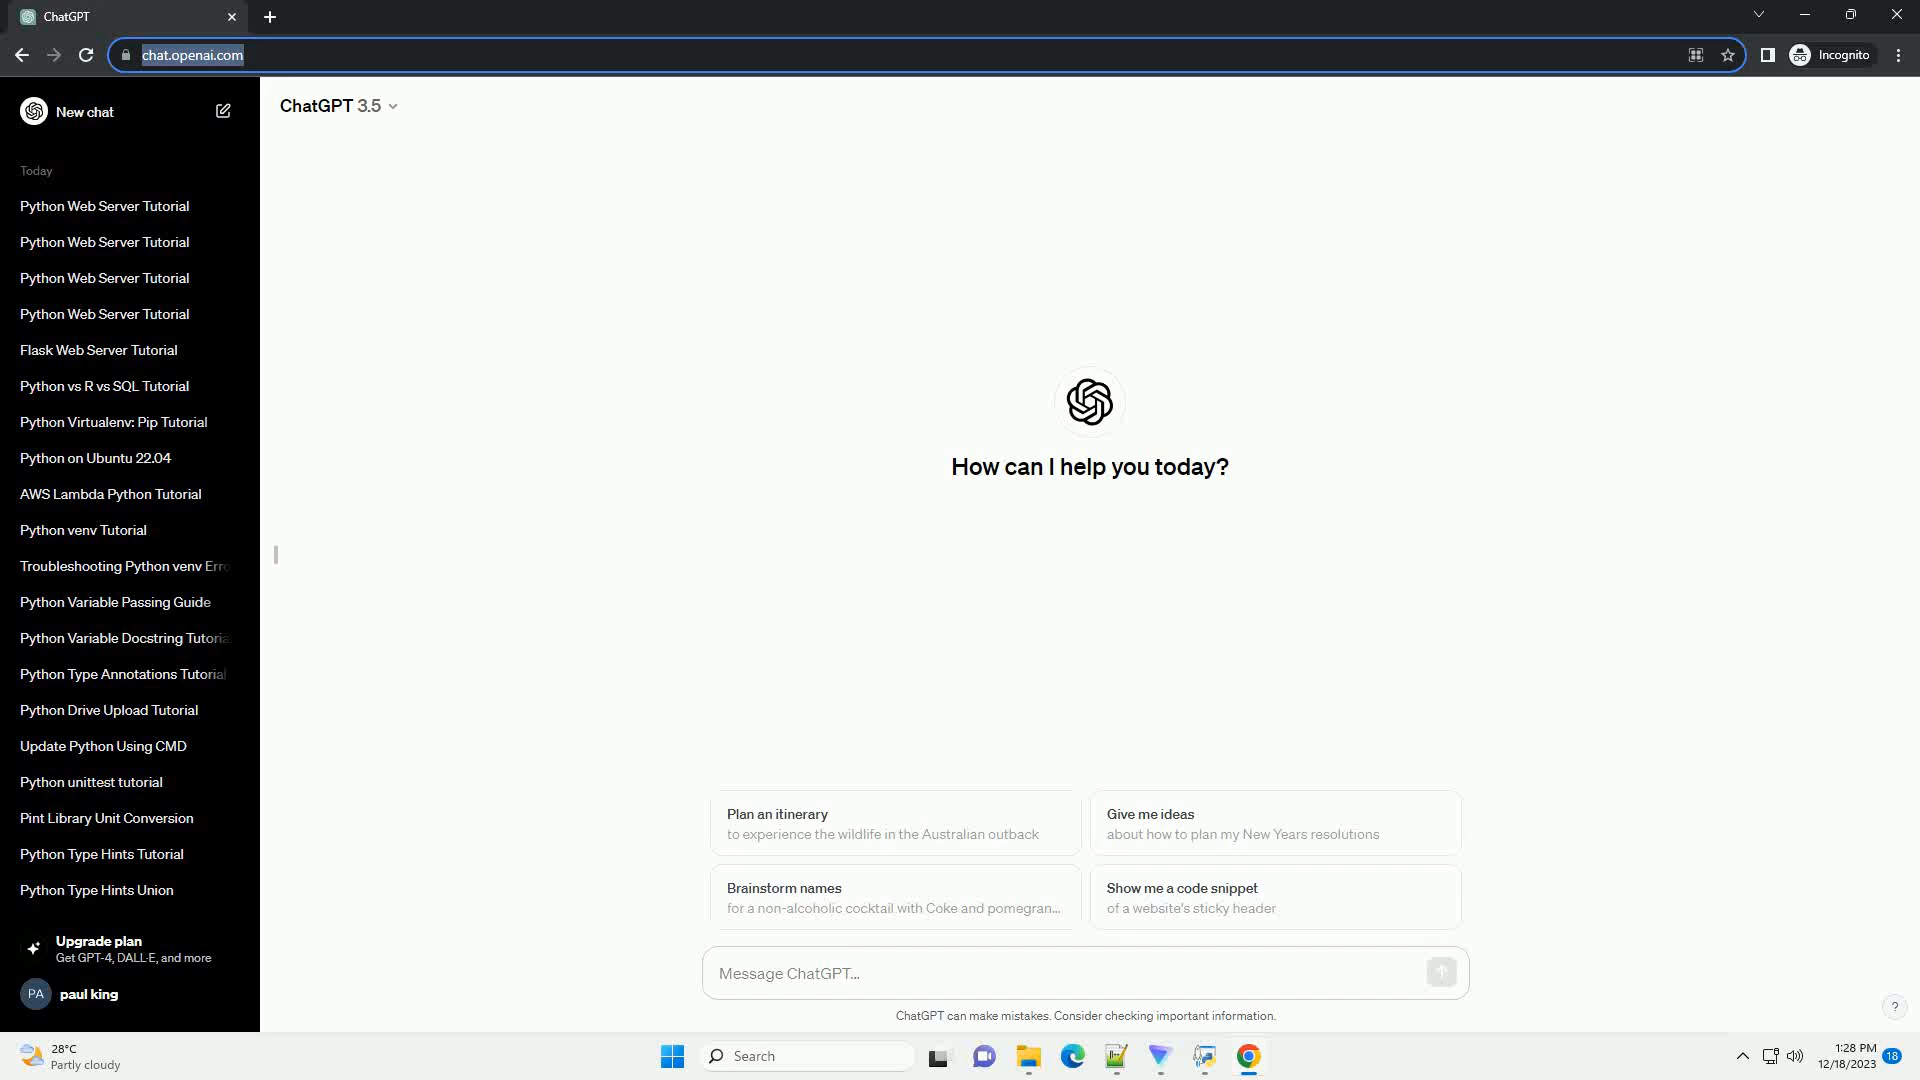 ChatGPT
chat.openai.com
Incognito
New chat
ChatGPT 3.5
Today
Python Web Server Tutorial
Python Web Server Tutorial
Python Web Server Tutorial
Python Web Server Tutorial
Flask Web Server Tutorial
Python vs R vs SQL Tutorial
Python Virtualenv: Pip Tutorial
Python on Ubuntu 22.04
AWS Lambda Python Tutorial
Python venv Tutorial
Troubleshooting Python venv Erro
Python Variable Passing Guide
Python Variable Docstring Tutoria
Python Type Annotations Tutorial
Python Drive Upload Tutorial
Update Python Using CMD
Python unittest tutorial
Pint Library Unit Conversion
Python Type Hints Tutorial
Python Type Hints Union
Upgrade plan
Get GPT-4, DALL·E, and more
PA
paul king
How can I help you today?
Plan an itinerary
to experience the wildlife in the Australian outback
Give me ideas
about how to plan my New Years resolutions
Brainstorm names
for a non-alcoholic cocktail with Coke and pomegran...
Show me a code snippet
of a website's sticky header
Message ChatGPT...
ChatGPT can make mistakes. Consider checking important information.
?
28°C
Partly cloudy
Search
1:28 PM
12/18/2023
18